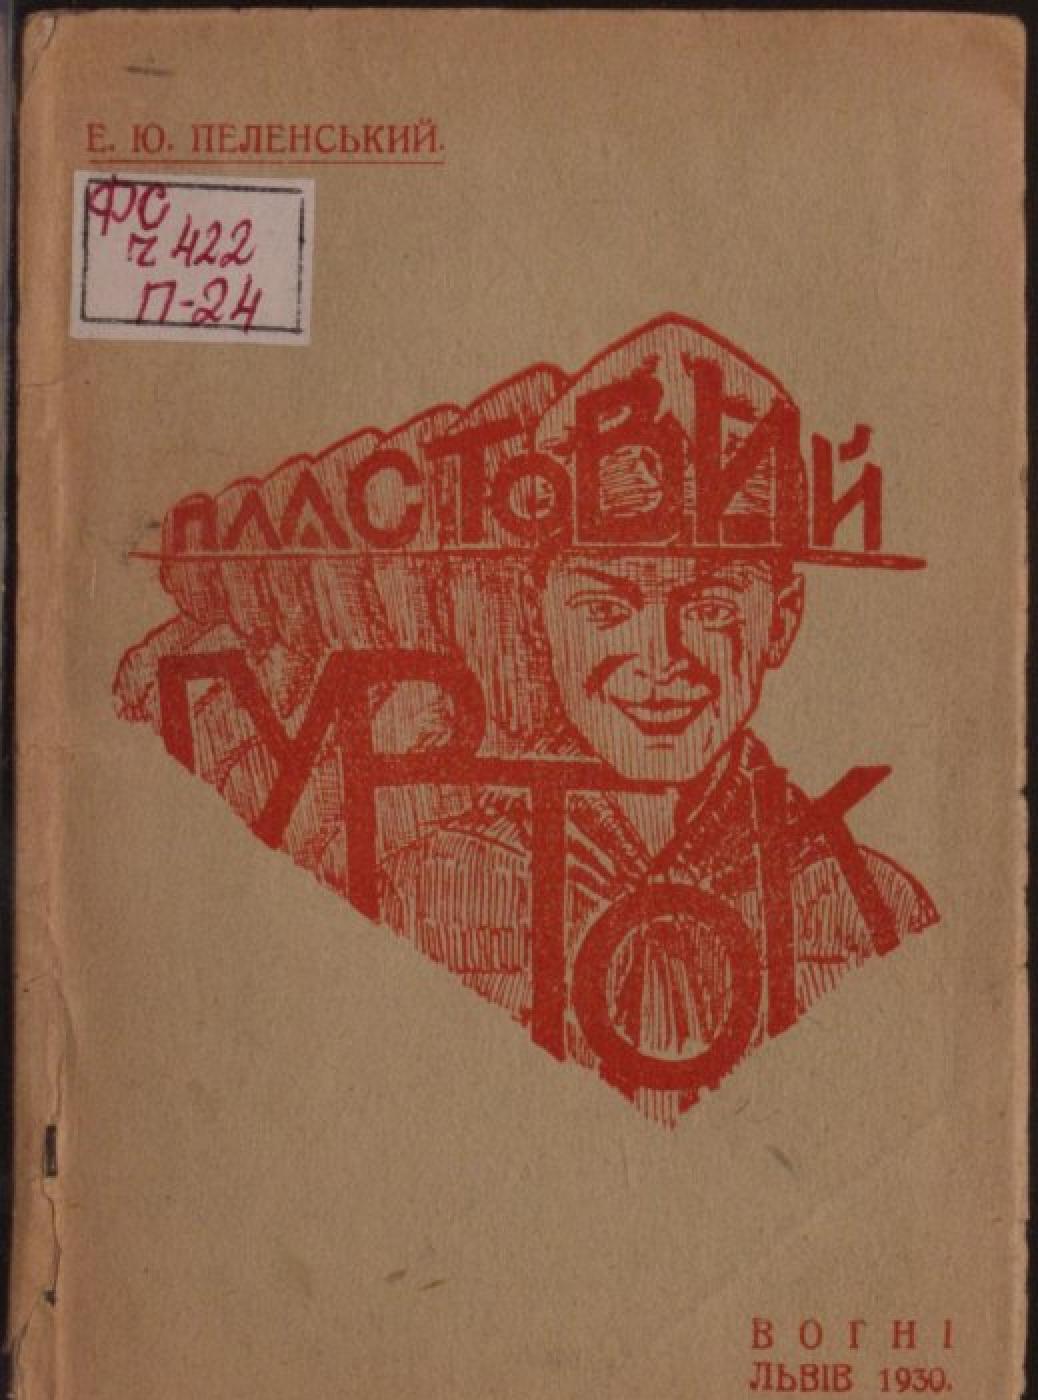 Е. Ю. ПЕЛЕНСЬКИЙ.
ФС
ч 422
П-24
ПЛАСТОВИЙ
ГУРТОК
ВОГНІ
ЛЬВІВ 1930.